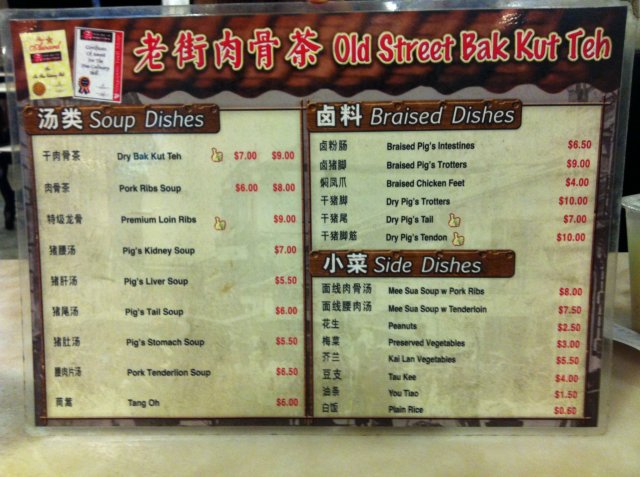 老街肉骨茶 Old Street Bak Kut Teh
汤类 Soup Dishes
干肉骨茶 Dry Bak Kut Teh $7.00 $9.00
肉骨茶 Pork Ribs Soup $6.00 $8.00
特级龙骨 Premium Loin Ribs $9.00
猪腰汤 Pig's Kidney Soup $7.00
猪肝汤 Pig's Liver Soup $5.50
猪尾汤 Pig's Tail Soup $6.00
猪肚汤 Pig's Stomach Soup $5.50
腰肉片汤 Pork Tenderlion Soup $6.50
茼蒿 Tang Oh $6.00
卤料 Braised Dishes
卤粉肠 Braised Pig's Intestines $6.50
卤猪脚 Braised Pig's Trotters $9.00
焖凤爪 Braised Chicken Feet $4.00
干猪脚 Dry Pig's Trotters $10.00
干猪尾 Dry Pig's Tail $7.00
干猪脚筋 Dry Pig's Tendon $10.00
小菜 Side Dishes
面线肉骨汤 Mee Sua Soup w Pork Ribs $8.00
面线腰肉汤 Mee Sua Soup w Tenderloin $7.50
花生 Peanuts $2.50
梅菜 Preserved Vegetables $3.00
芥兰 Kai Lan Vegetables $5.50
豆支 Tau Kee $4.00
油条 You Tiao $1.50
白饭 Plain Rice $0.60